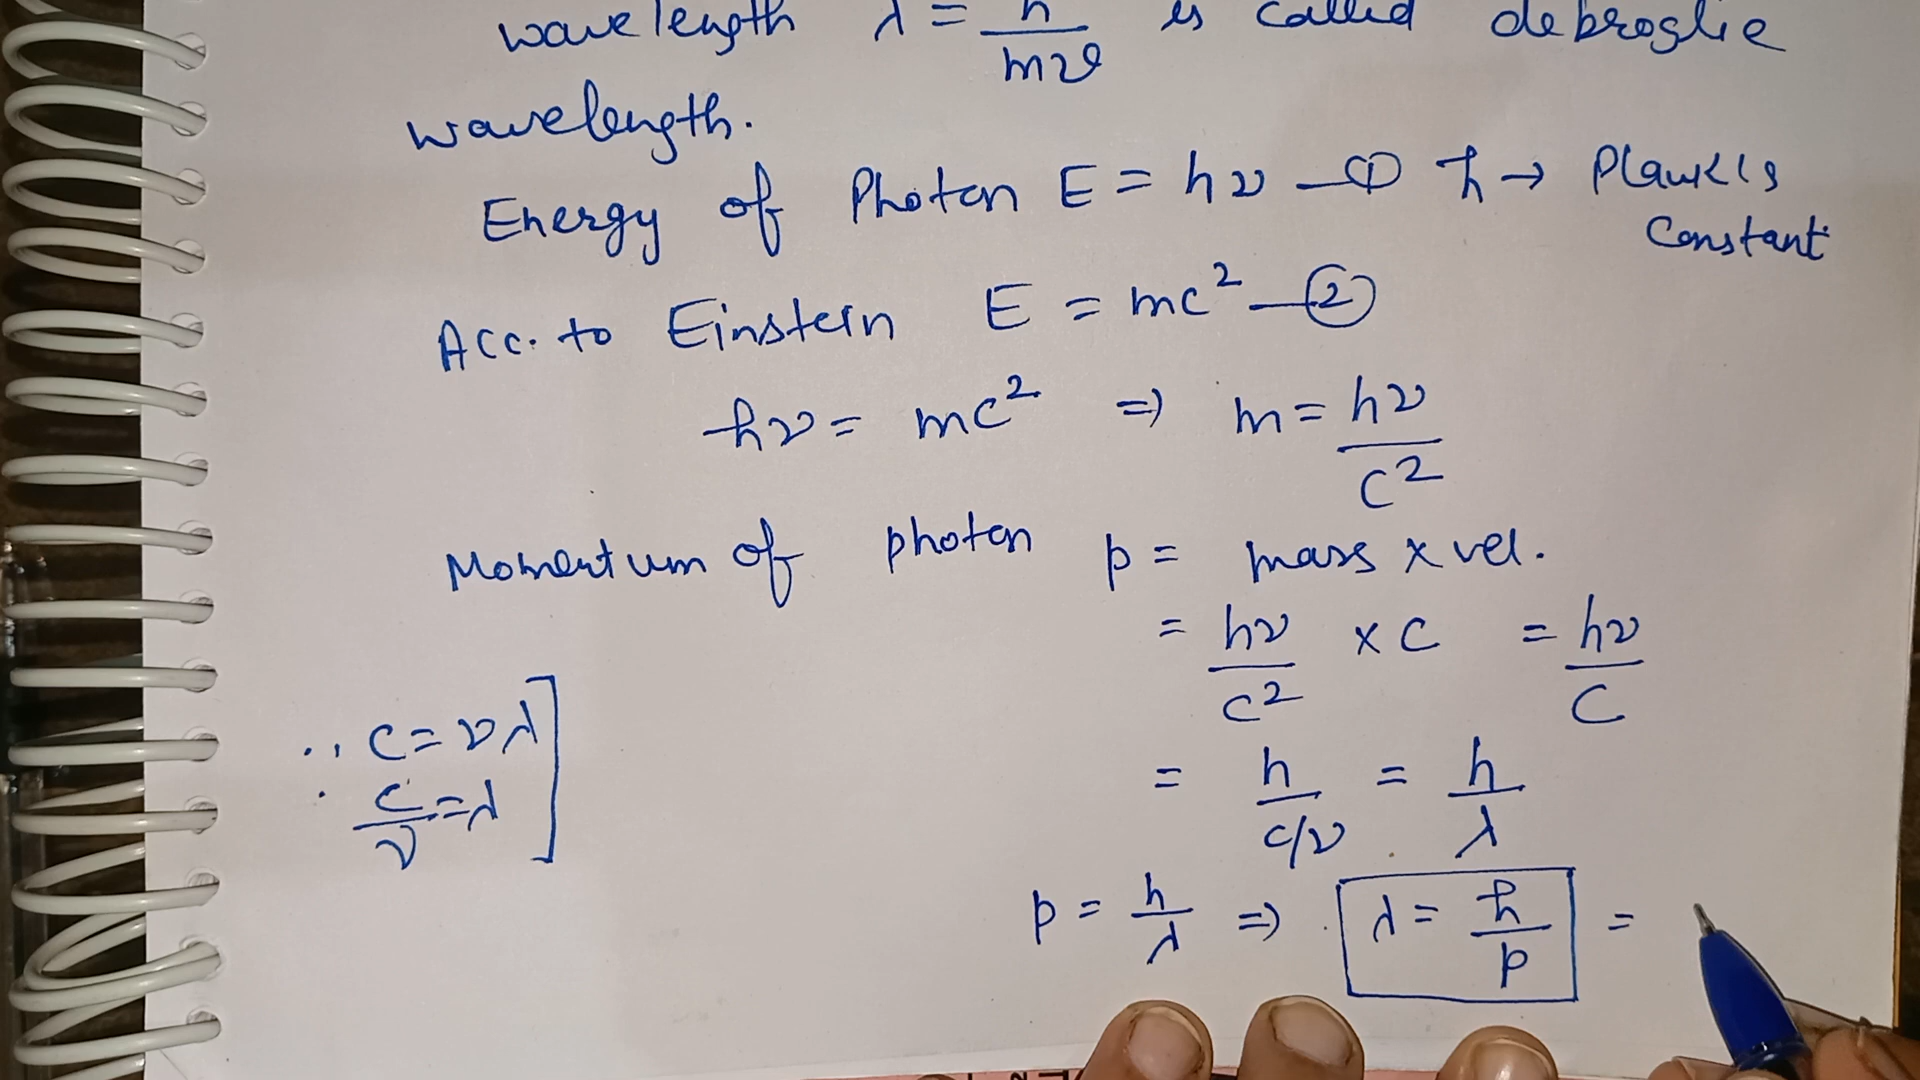 wavelength λ = h/mv is called debroglie
wavelength.
Energy of Photon E = hν —① h → Planck's
Constant
Acc. to Einstein E = mc² —②
hν = mc² ⇒ m = hν/c²
Momentum of photon p = mass x vel.
= hν/c² x C = hν/C
∵ c = νλ
= h/c/ν = h/λ
∴ c/ν = λ
p = h/λ ⇒ λ = h/p =